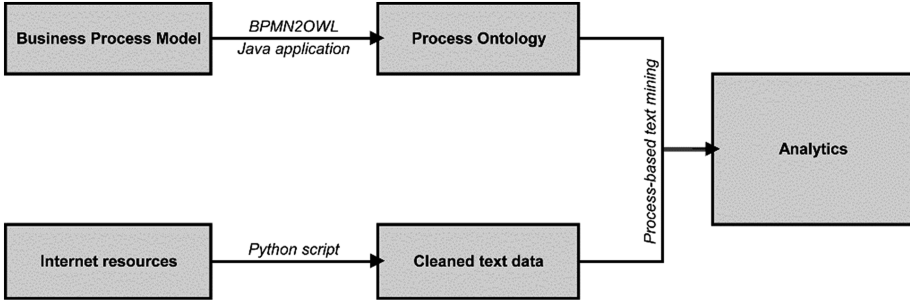 Business Process Model
BPMN2OWL
Java application
Process Ontology
Process-based text mining
Analytics
Internet resources
Python script
Cleaned text data